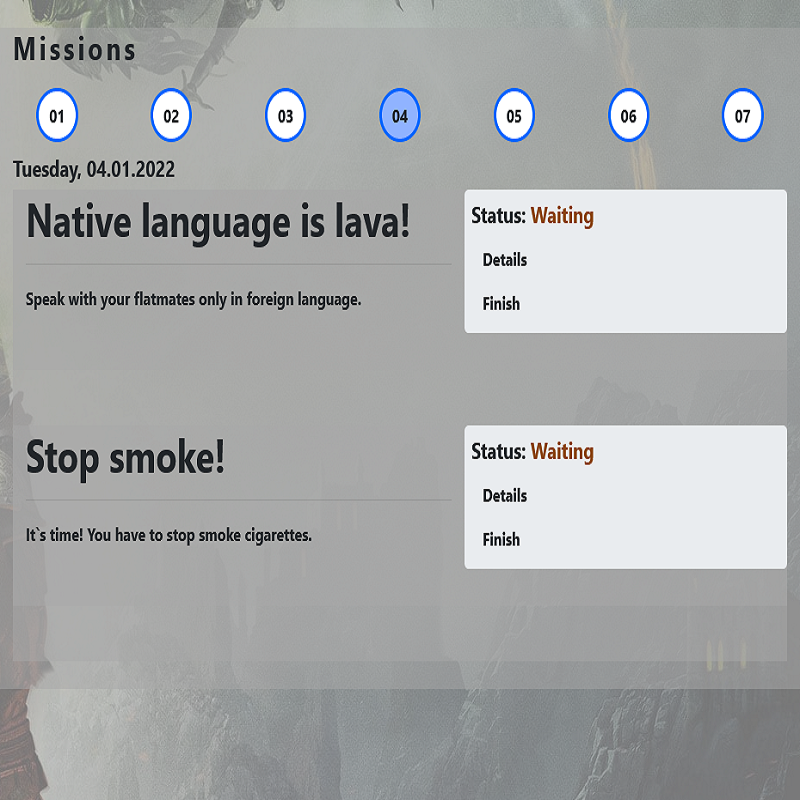 Missions
01 02 03 04 05 06 07
Tuesday, 04.01.2022
Native language is lava!
Speak with your flatmates only in foreign language.
Status: Waiting
Details
Finish
Stop smoke!
It`s time! You have to stop smoke cigarettes.
Status: Waiting
Details
Finish